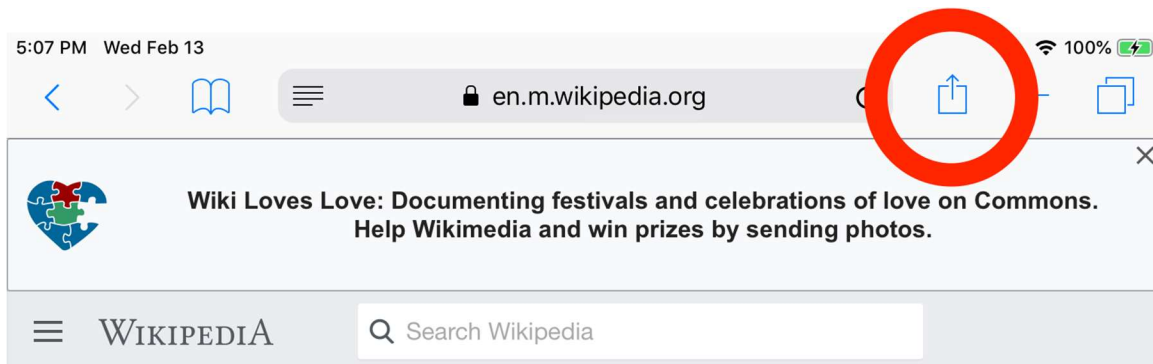 5:07 PM Wed Feb 13 100%
en.m.wikipedia.org
Wiki Loves Love: Documenting festivals and celebrations of love on Commons.
Help Wikimedia and win prizes by sending photos.
WIKIPEDIA Search Wikipedia